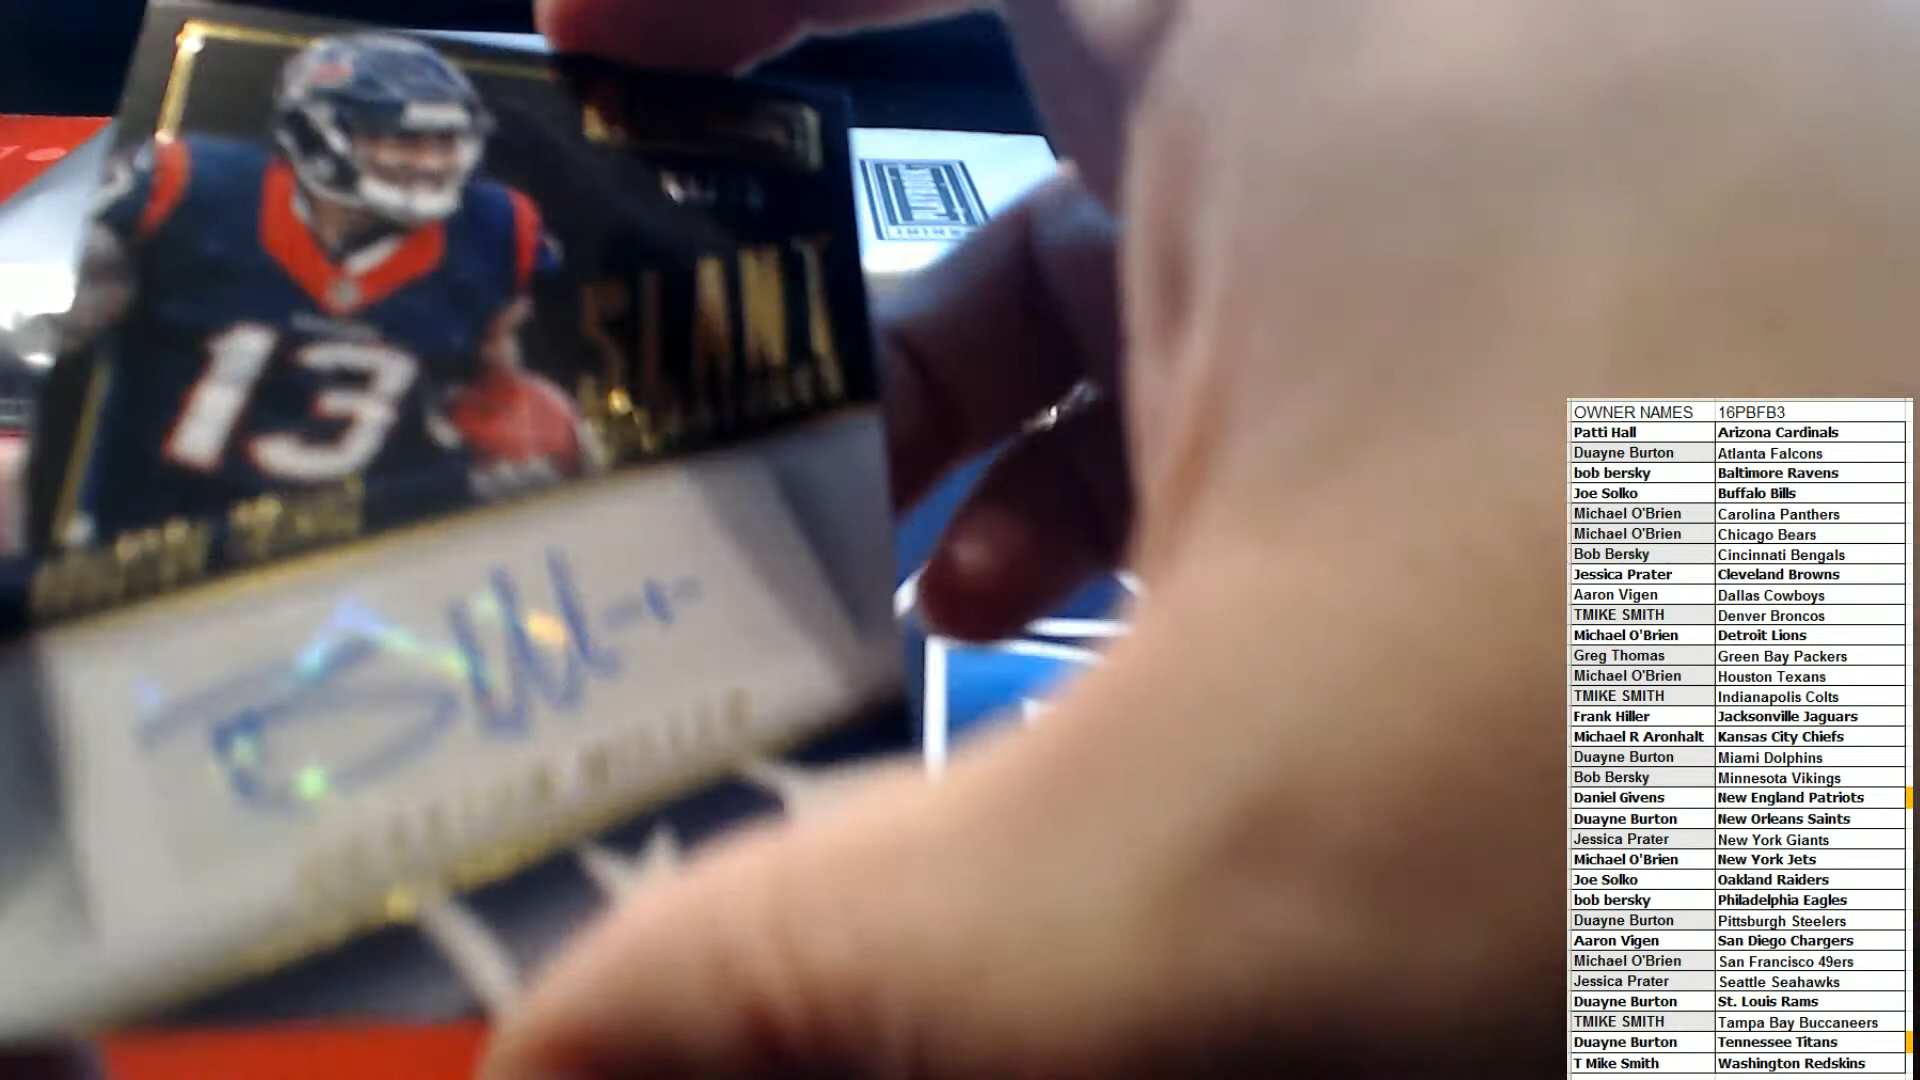 SLANT
13
PLAYBOOK
OWNER NAMES 16PBFB3
Patti Hall Arizona Cardinals
Duayne Burton Atlanta Falcons
bob bersky Baltimore Ravens
Joe Solko Buffalo Bills
Michael O'Brien Carolina Panthers
Michael O'Brien Chicago Bears
Bob Bersky Cincinnati Bengals
Jessica Prater Cleveland Browns
Aaron Vigen Dallas Cowboys
TMIKE SMITH Denver Broncos
Michael O'Brien Detroit Lions
Greg Thomas Green Bay Packers
Michael O'Brien Houston Texans
TMIKE SMITH Indianapolis Colts
Frank Hiller Jacksonville Jaguars
Michael R Aronhalt Kansas City Chiefs
Duayne Burton Miami Dolphins
Bob Bersky Minnesota Vikings
Daniel Givens New England Patriots
Duayne Burton New Orleans Saints
Jessica Prater New York Giants
Michael O'Brien New York Jets
Joe Solko Oakland Raiders
bob bersky Philadelphia Eagles
Duayne Burton Pittsburgh Steelers
Aaron Vigen San Diego Chargers
Michael O'Brien San Francisco 49ers
Jessica Prater Seattle Seahawks
Duayne Burton St. Louis Rams
TMIKE SMITH Tampa Bay Buccaneers
Duayne Burton Tennessee Titans
T Mike Smith Washington Redskins